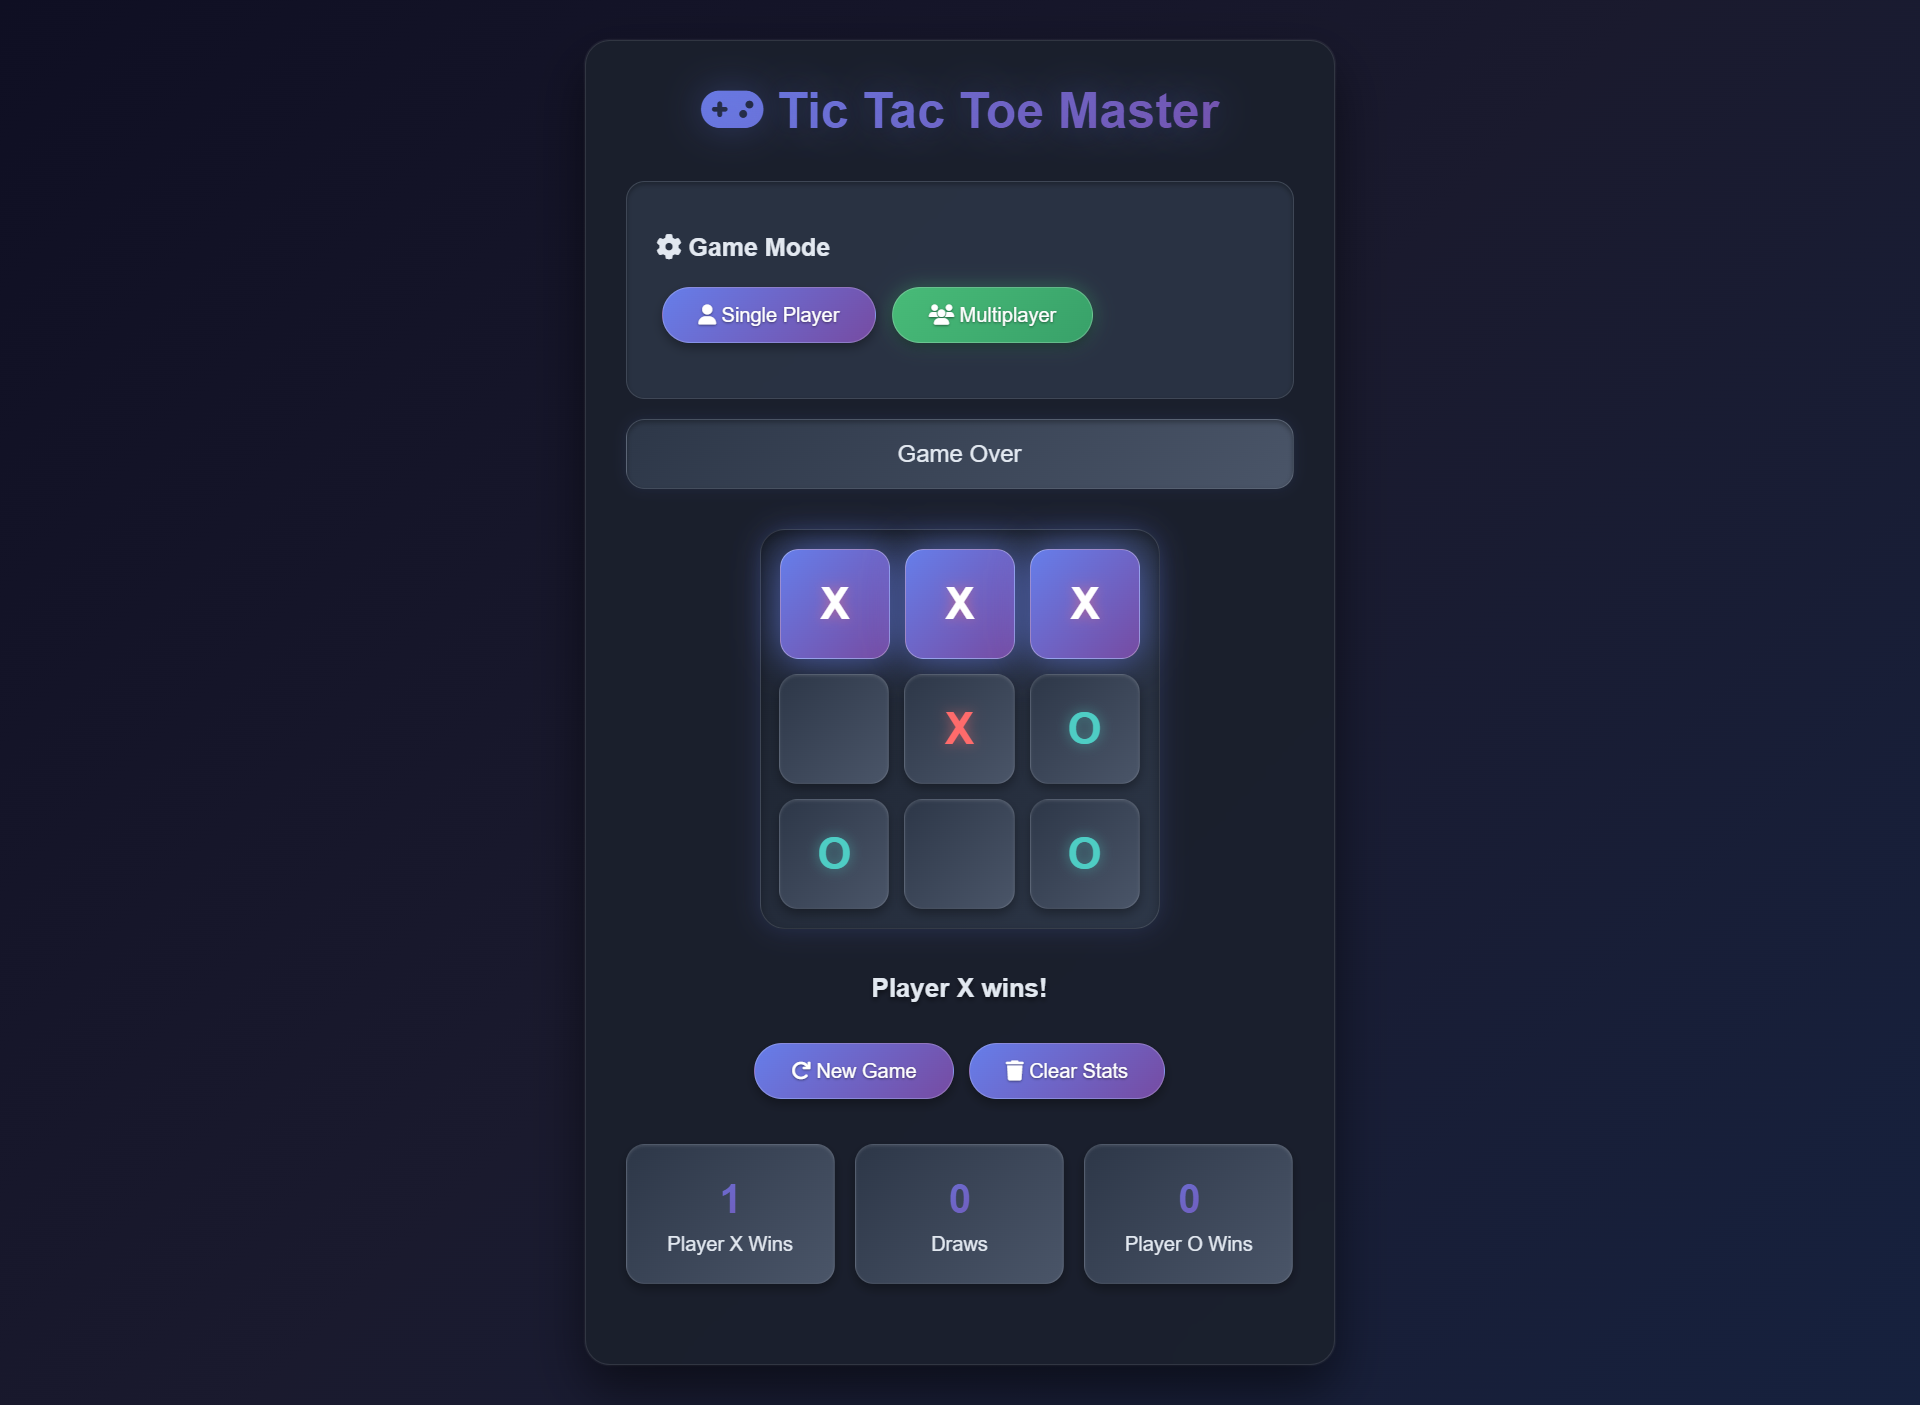 Tic Tac Toe Master
Game Mode
Single Player Multiplayer
Game Over
X X X
X O
O O
Player X wins!
New Game Clear Stats
1 0 0
Player X Wins Draws Player O Wins